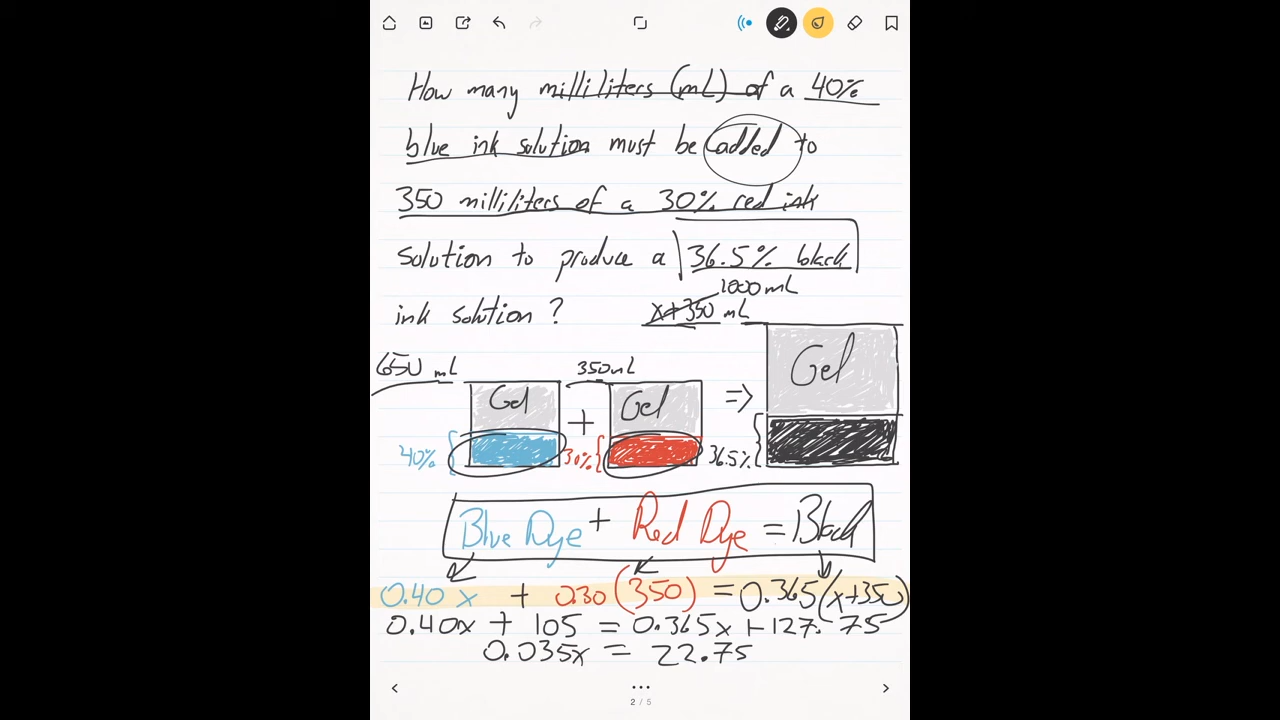 How many milliliters (mL) of a 40%
blue ink solution must be added to
350 milliliters of a 30% red ink
solution to produce a 36.5% black
1000 mL
ink solution? x+350 mL
650 mL 350mL
Gel + Gel => Gel
40% 30% 36.5%
Blue Dye + Red Dye = Black
0.40 x + 0.30 (350) = 0.365 (x+350)
0.40x + 105 = 0.365x + 127.75
0.035x = 22.75
2 / 5